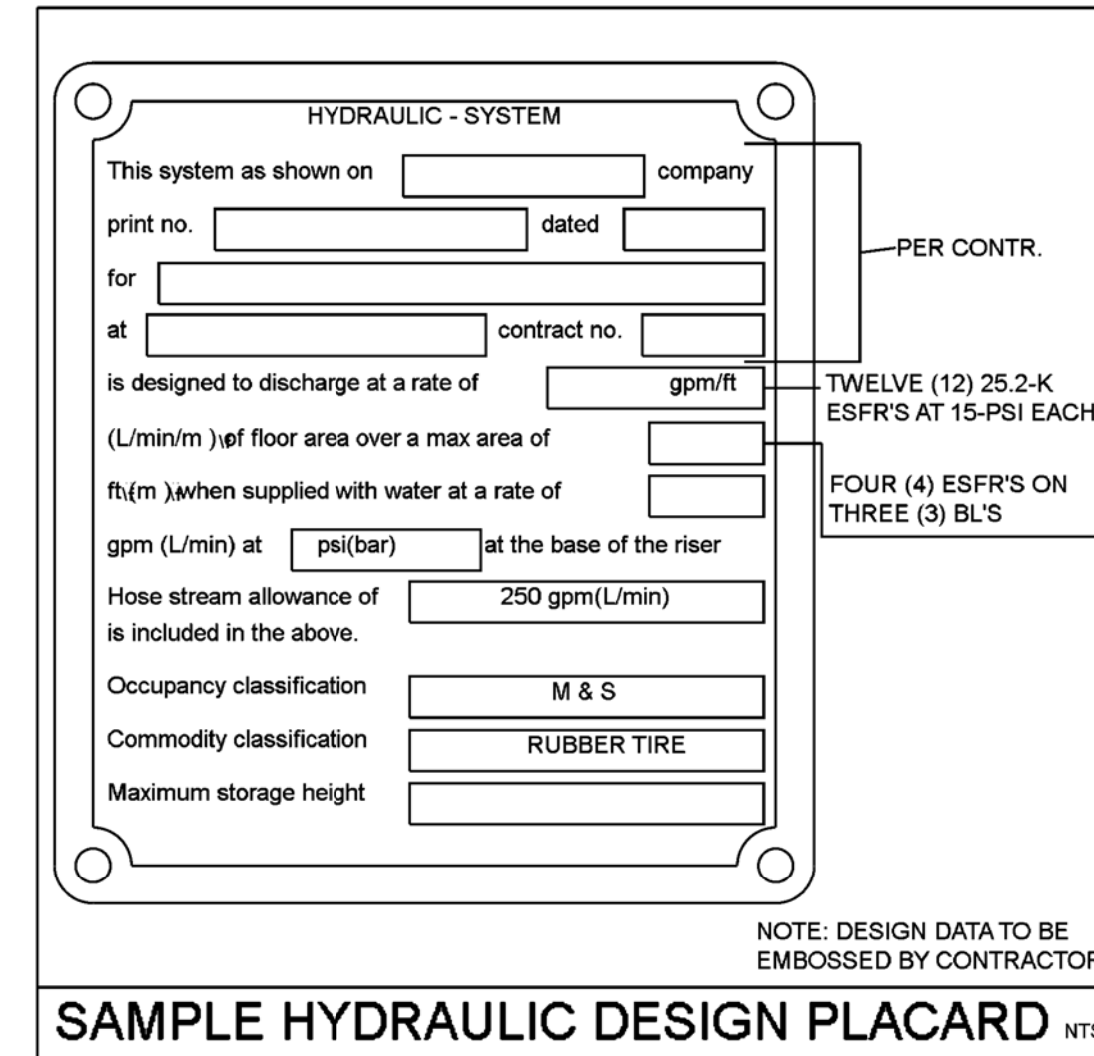 HYDRAULIC - SYSTEM
This system as shown on company
print no. dated
for
at contract no.
PER CONTR.
is designed to discharge at a rate of gpm/ft
TWELVE (12) 25.2-K
ESFR'S AT 15-PSI EACH
(L/min/m ) of floor area over a max area of
ft (m ) when supplied with water at a rate of
FOUR (4) ESFR'S ON
THREE (3) BL'S
gpm (L/min) at psi(bar) at the base of the riser
Hose stream allowance of 250 gpm(L/min)
is included in the above.
Occupancy classification M & S
Commodity classification RUBBER TIRE
Maximum storage height
NOTE: DESIGN DATA TO BE
EMBOSSED BY CONTRACTOR
SAMPLE HYDRAULIC DESIGN PLACARD NTS